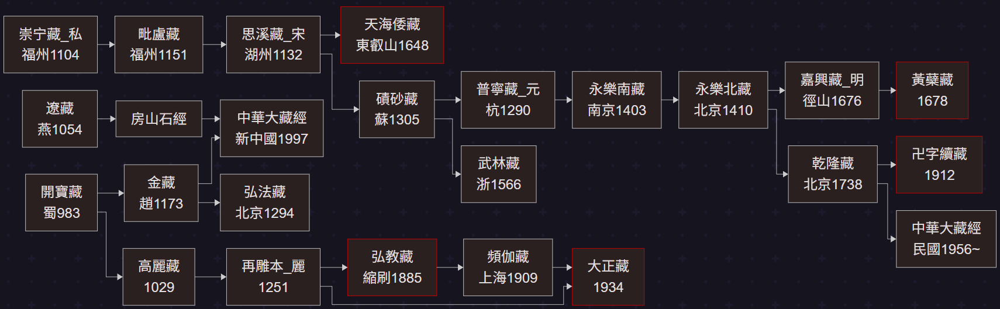 崇宁藏_私
福州1104
毗盧藏
福州1151
思溪藏_宋
湖州1132
天海倭藏
東叡山1648
磧砂藏
蘇1305
普寧藏_元
杭1290
永樂南藏
南京1403
永樂北藏
北京1410
嘉興藏_明
徑山1676
黃蘗藏
1678
武林藏
浙1566
乾隆藏
北京1738
卍字續藏
1912
中華大藏經
民國1956~
遼藏
燕1054
房山石經
中華大藏經
新中國1997
開寶藏
蜀983
金藏
趙1173
弘法藏
北京1294
高麗藏
1029
再雕本_麗
1251
弘教藏
縮刷1885
頻伽藏
上海1909
大正藏
1934